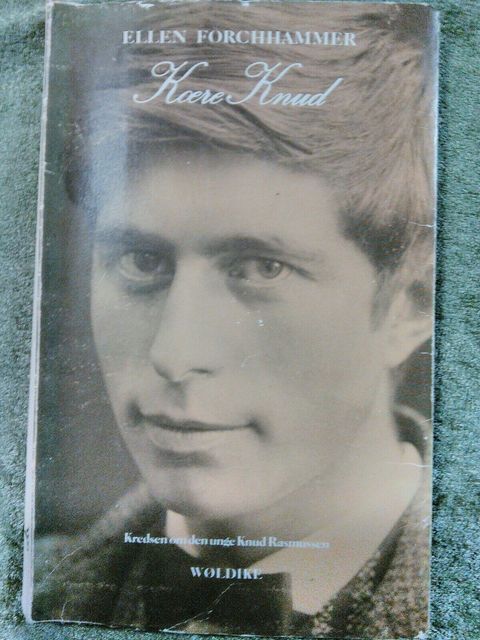 ELLEN FORCHHAMMER
Kære Knud
Kredsen om den unge Knud Rasmussen
WØLDIKE